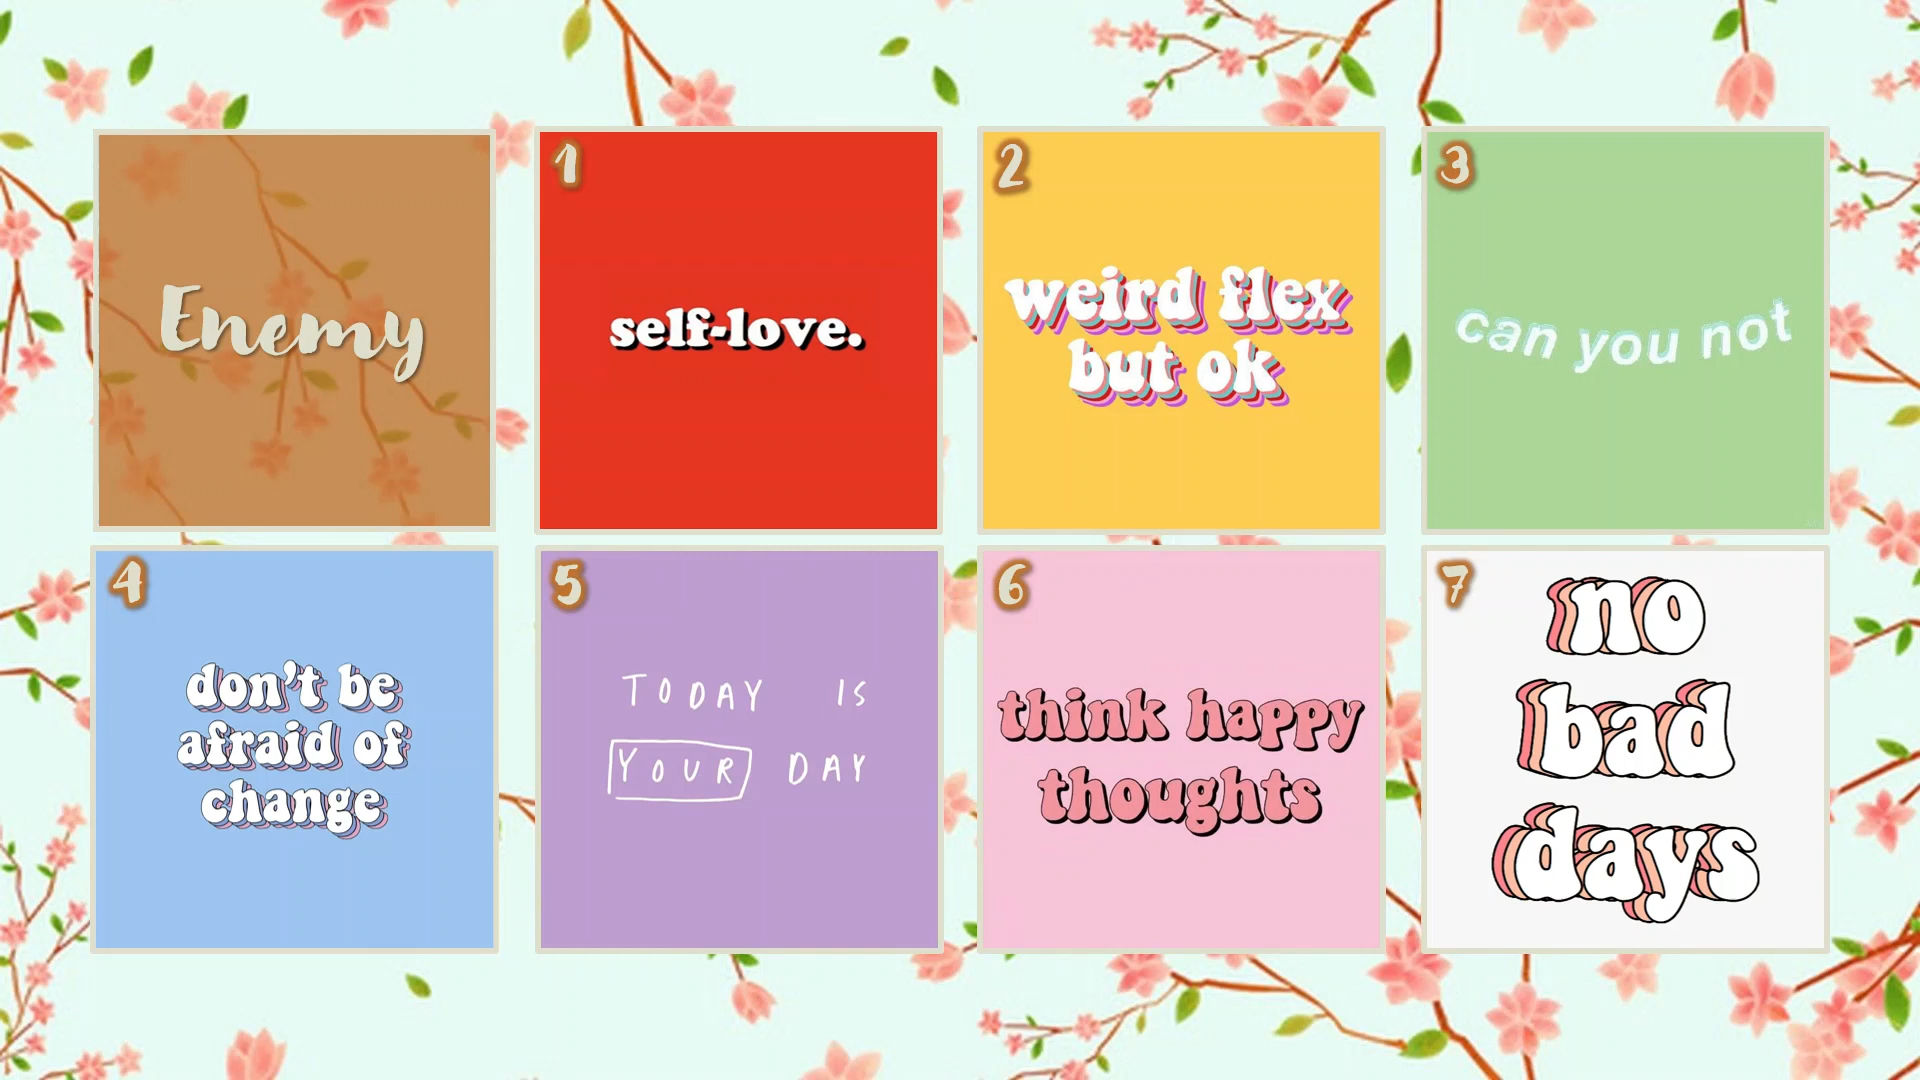 Enemy
1
self-love.
2
weird flex
but ok
3
can you not
4
don't be
afraid of
change
5
TODAY IS
YOUR DAY
6
think happy
thoughts
7
no
bad
days